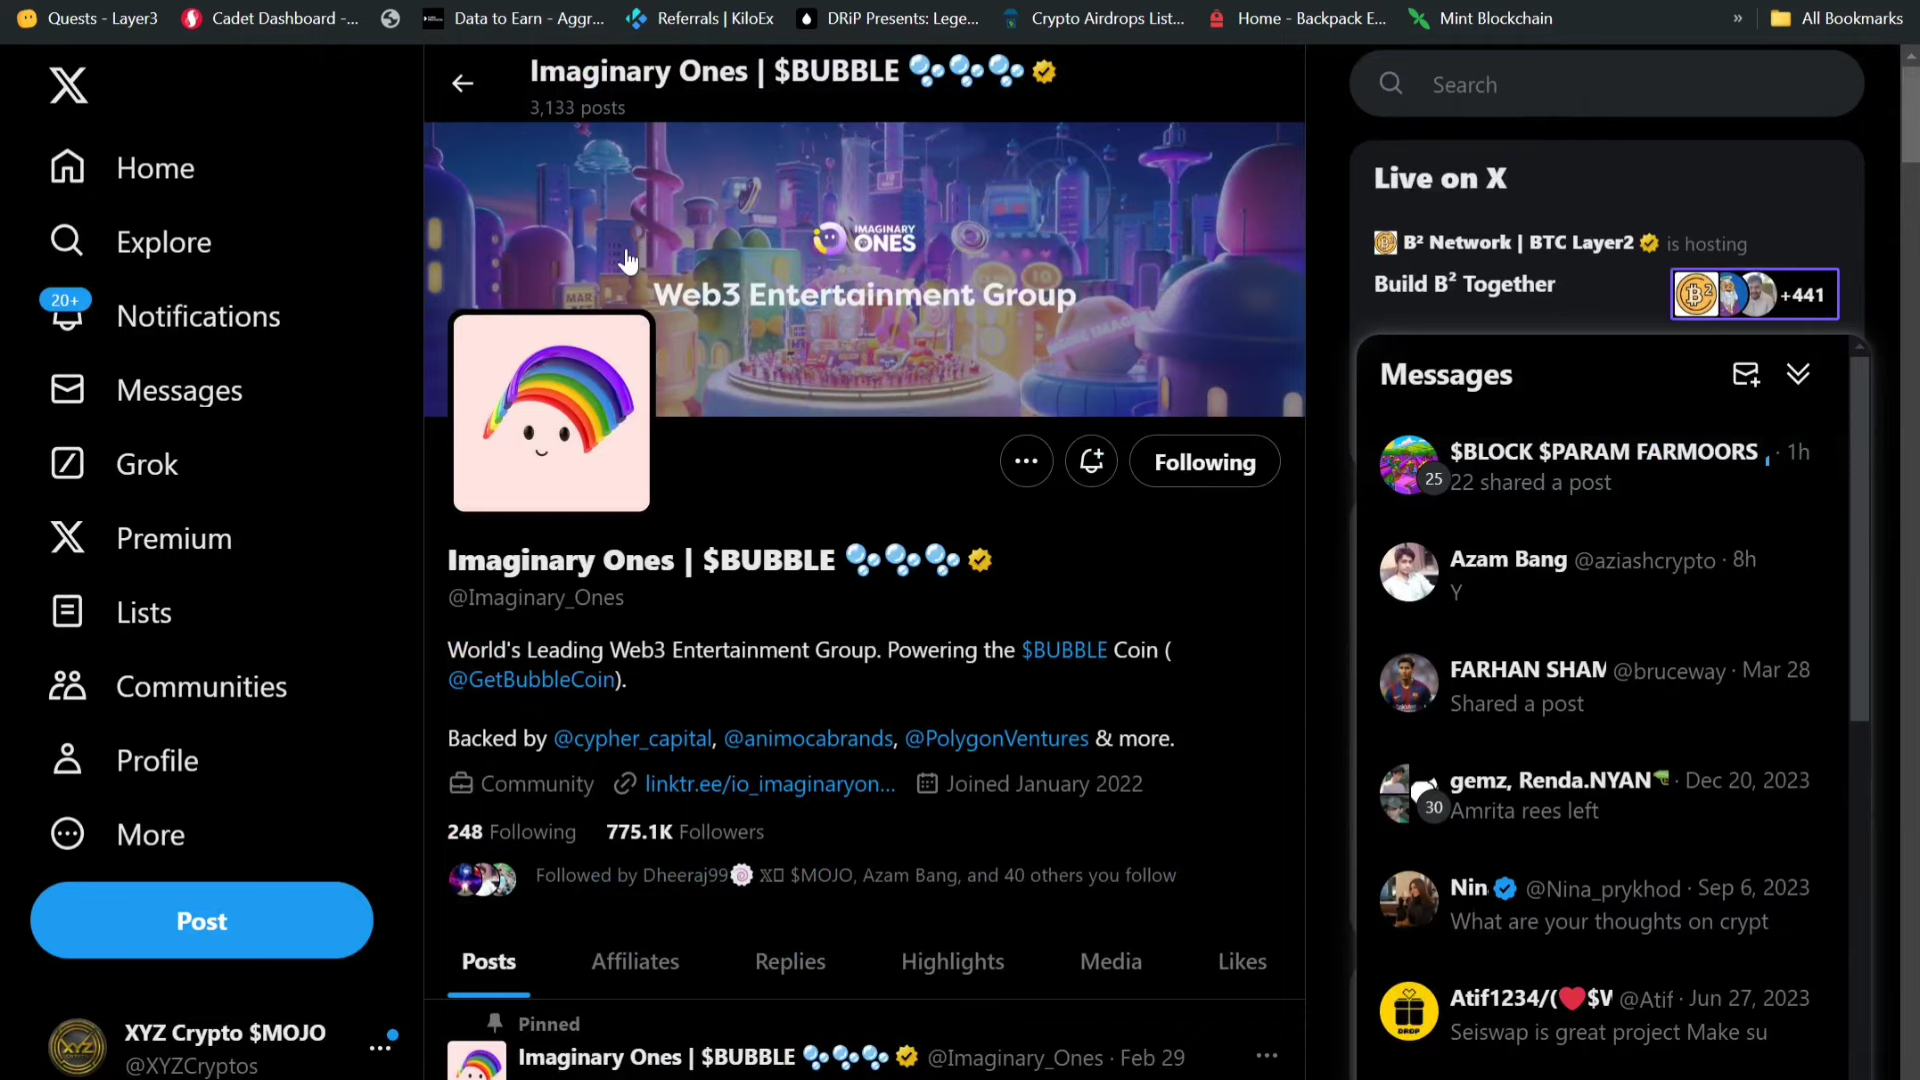 Quests - Layer3
Cadet Dashboard -...
Data to Earn - Aggr...
Referrals | KiloEx
DRiP Presents: Lege...
Crypto Airdrops List...
Home - Backpack E...
Mint Blockchain
»
All Bookmarks
Home
Explore
20+
Notifications
Messages
Grok
Premium
Lists
Communities
Profile
More
Post
XYZ Crypto $MOJO
@XYZCryptos
Imaginary Ones | $BUBBLE 🫧🫧🫧
3,133 posts
IMAGINARY
ONES
Web3 Entertainment Group
Following
Imaginary Ones | $BUBBLE 🫧🫧🫧
@Imaginary_Ones
World's Leading Web3 Entertainment Group. Powering the $BUBBLE Coin (
@GetBubbleCoin).
Backed by @cypher_capital, @animocabrands, @PolygonVentures & more.
Community linktr.ee/io_imaginaryon... Joined January 2022
248 Following 775.1K Followers
Followed by Dheeraj99🍥 $MOJO, Azam Bang, and 40 others you follow
Posts Affiliates Replies Highlights Media Likes
Pinned
Imaginary Ones | $BUBBLE 🫧🫧🫧 @Imaginary_Ones · Feb 29
Search
Live on X
B² Network | BTC Layer2 is hosting
Build B² Together
+441
Messages
$BLOCK $PARAM FARMOORS · 1h
25
22 shared a post
Azam Bang @aziashcrypto · 8h
Y
FARHAN SHAM @bruceway · Mar 28
Shared a post
gemz, Renda.NYAN · Dec 20, 2023
30
Amrita rees left
Nin @Nina_prykhod · Sep 6, 2023
What are your thoughts on crypt
Atif1234/(❤️$W @Atif · Jun 27, 2023
DROP
Seiswap is great project Make su